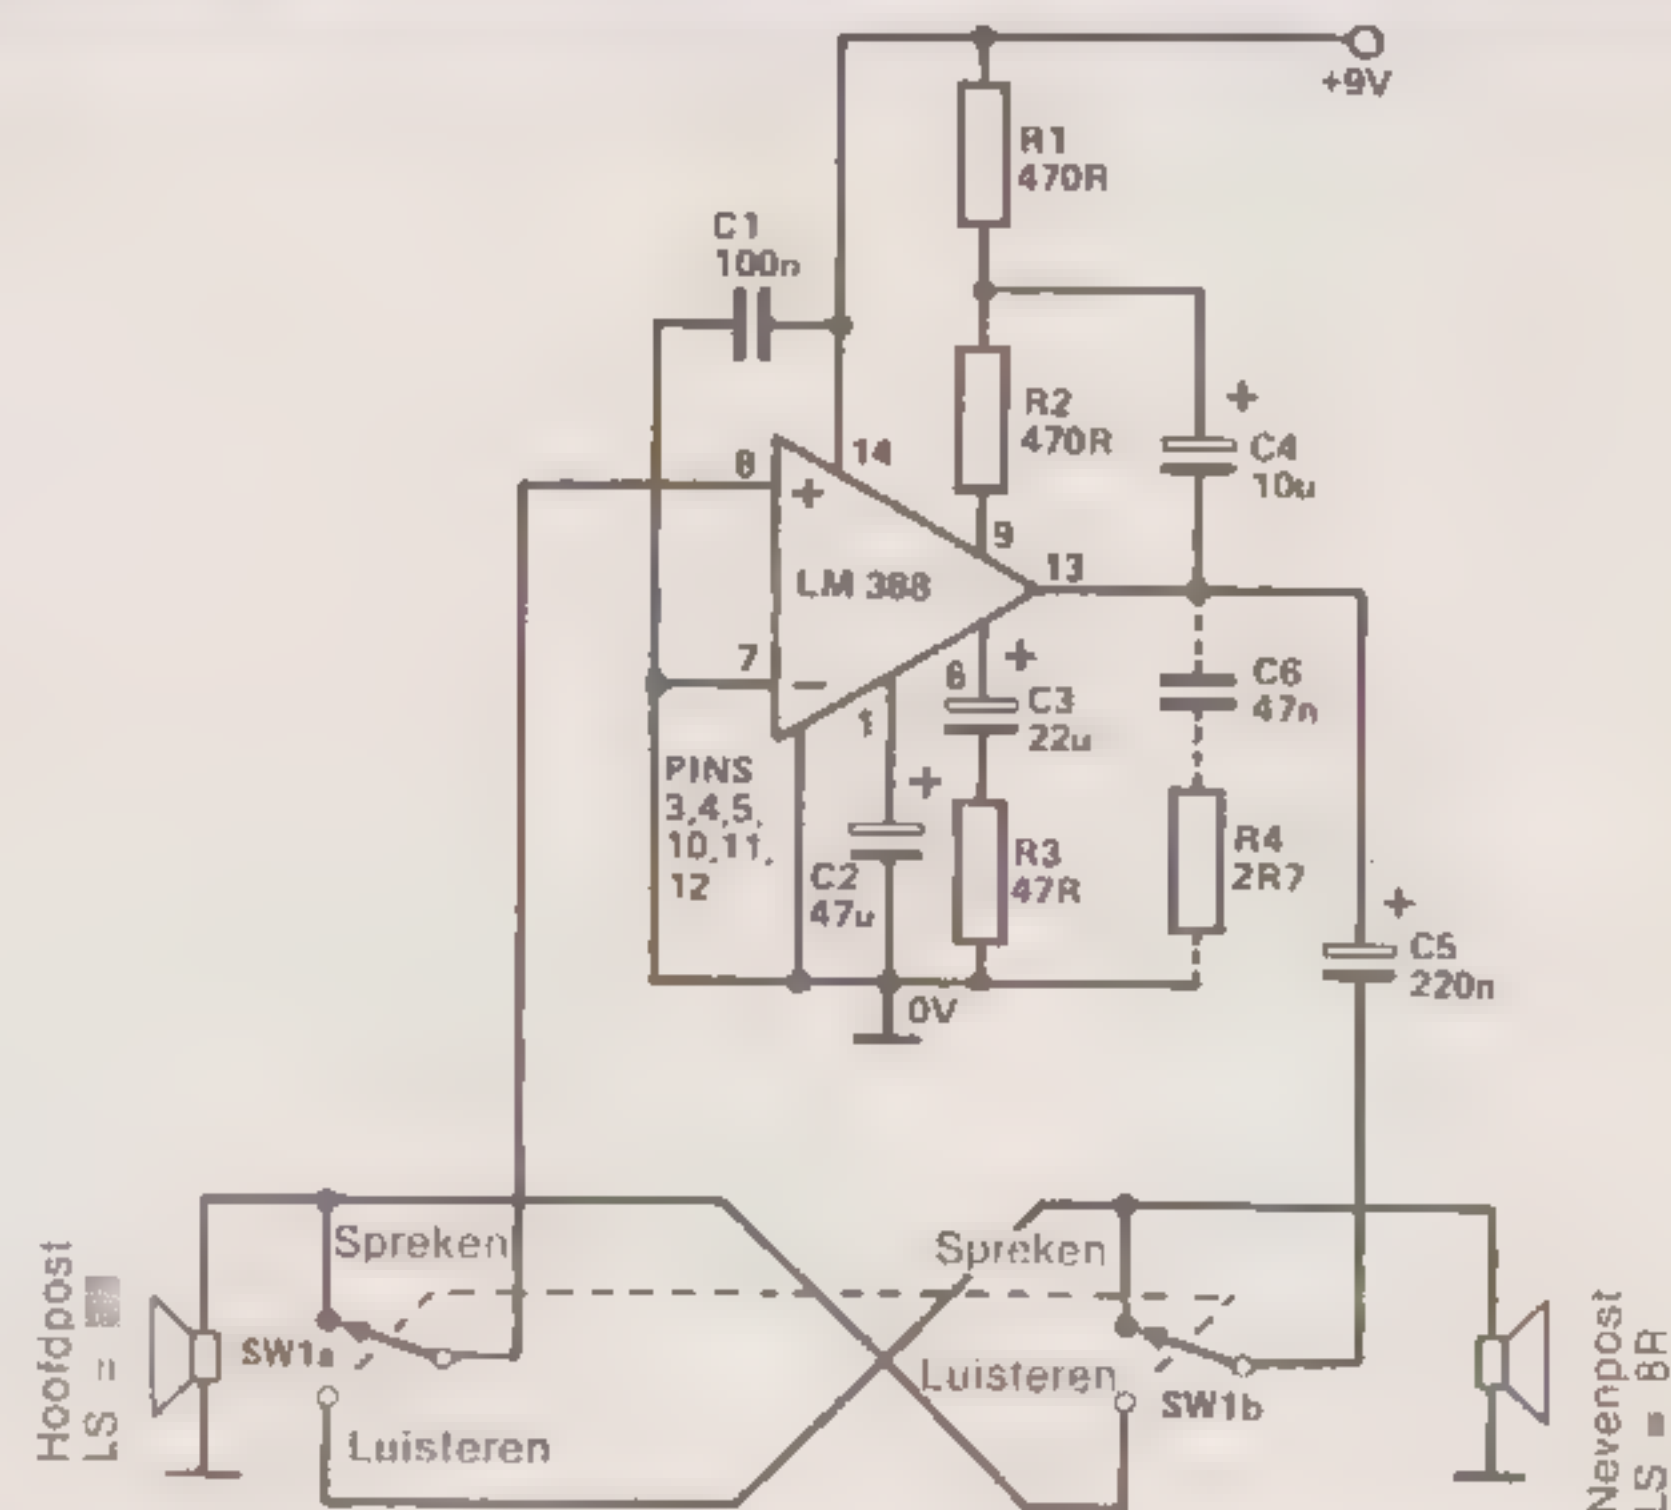 +9V
R1
470R
C1
100n
R2
470R
+
C4
10u
8
14
+
9
LM 388
13
7
−
1
6
+
C3
22u
C6
47n
PINS
3,4,5,
10,11,
12
+
C2
47u
R3
47R
R4
2R7
+
C5
220n
0V
Spreken
Spreken
SW1a
Luisteren
Luisteren
SW1b
Hoofdpost
LS =
Nevenpost
LS = 8R